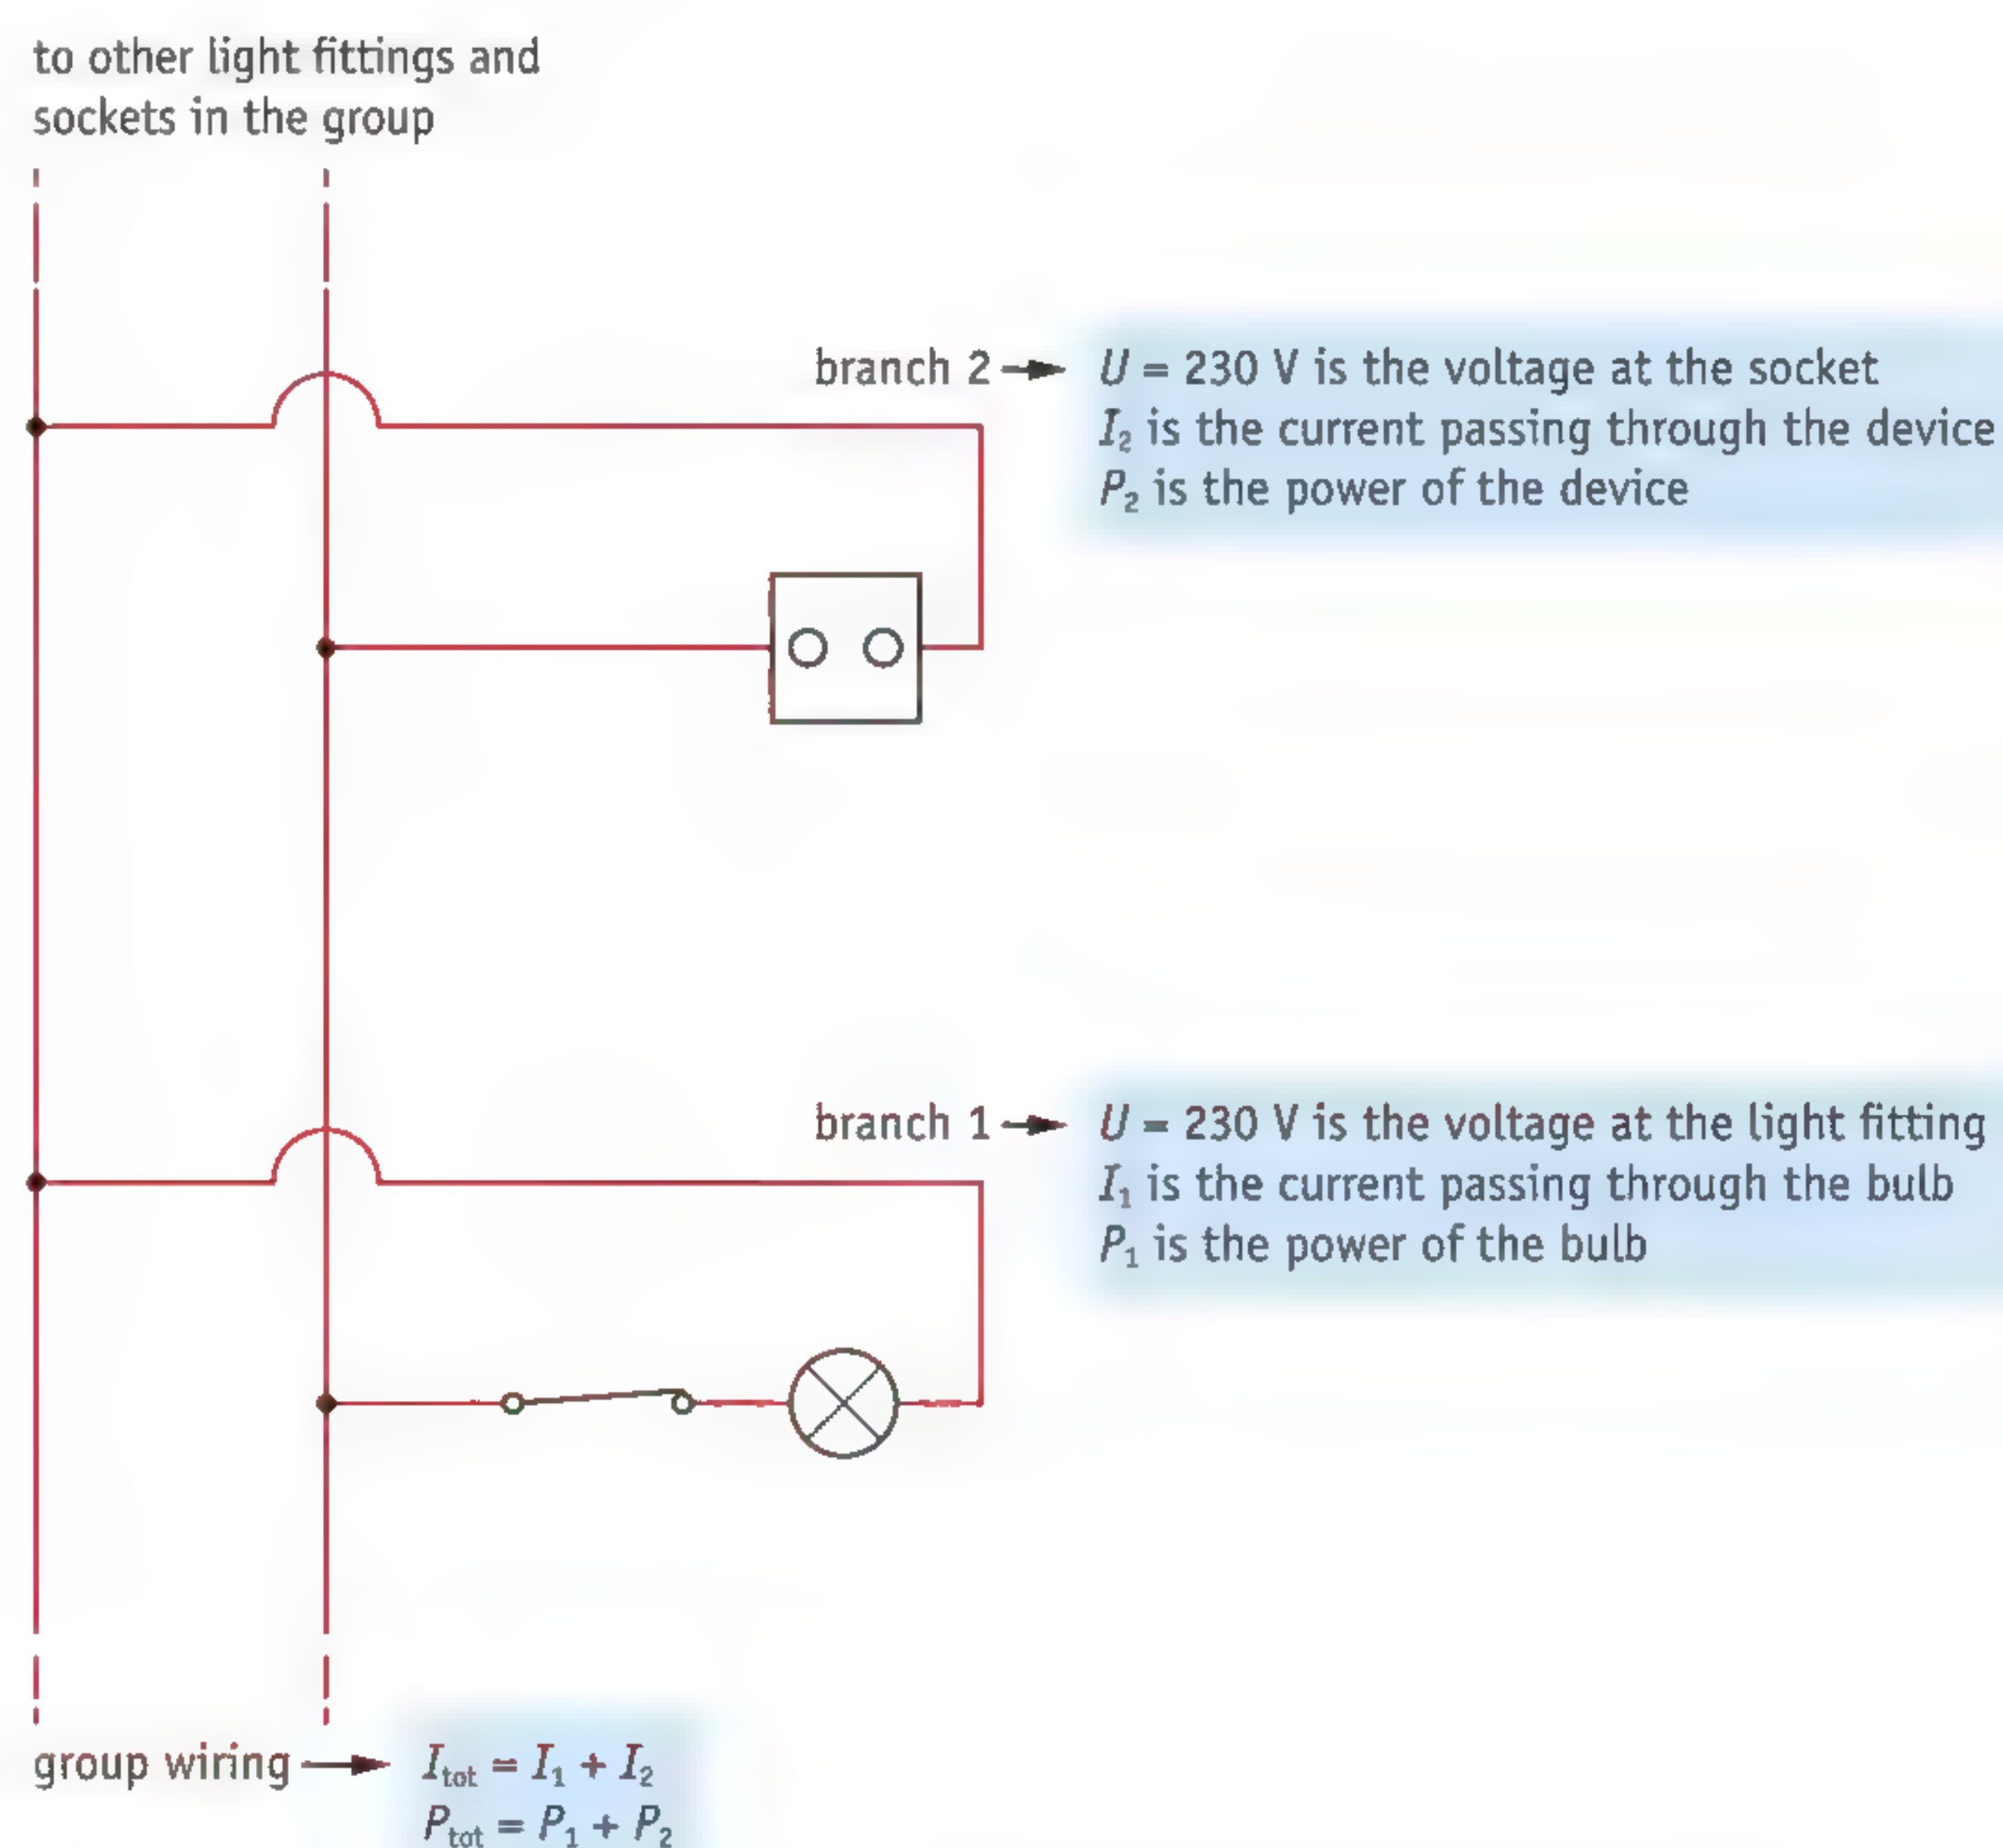 to other light fittings and
sockets in the group
branch 2
U = 230 V is the voltage at the socket
I₂ is the current passing through the device
P₂ is the power of the device
branch 1
U = 230 V is the voltage at the light fitting
I₁ is the current passing through the bulb
P₁ is the power of the bulb
group wiring
Itot = I₁ + I₂
Ptot = P₁ + P₂